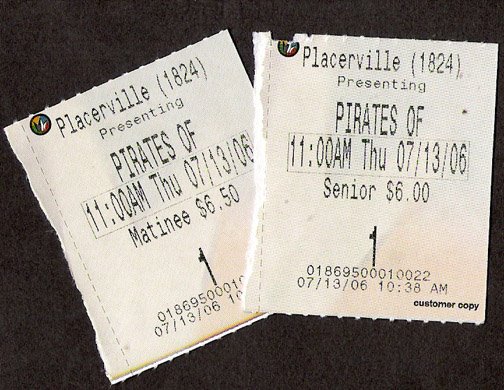 Placerville (1824)
Presenting
PIRATES OF
11:00AM Thu 07/13/06
Matinee $6.50
1
0186950001
07/13/06 10
Placerville (1824)
Presenting
PIRATES OF
11:00AM Thu 07/13/06
Senior $6.00
1
01869500010022
07/13/06 10:38 AM
customer copy